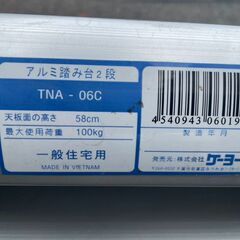 アルミ踏み台2段
TNA - 06C
天板面の高さ 58cm
最大使用荷重 100kg
一般住宅用
MADE IN VIETNAM
4 540943 06019
製造年月
発売元 株式会社 ケーヨー